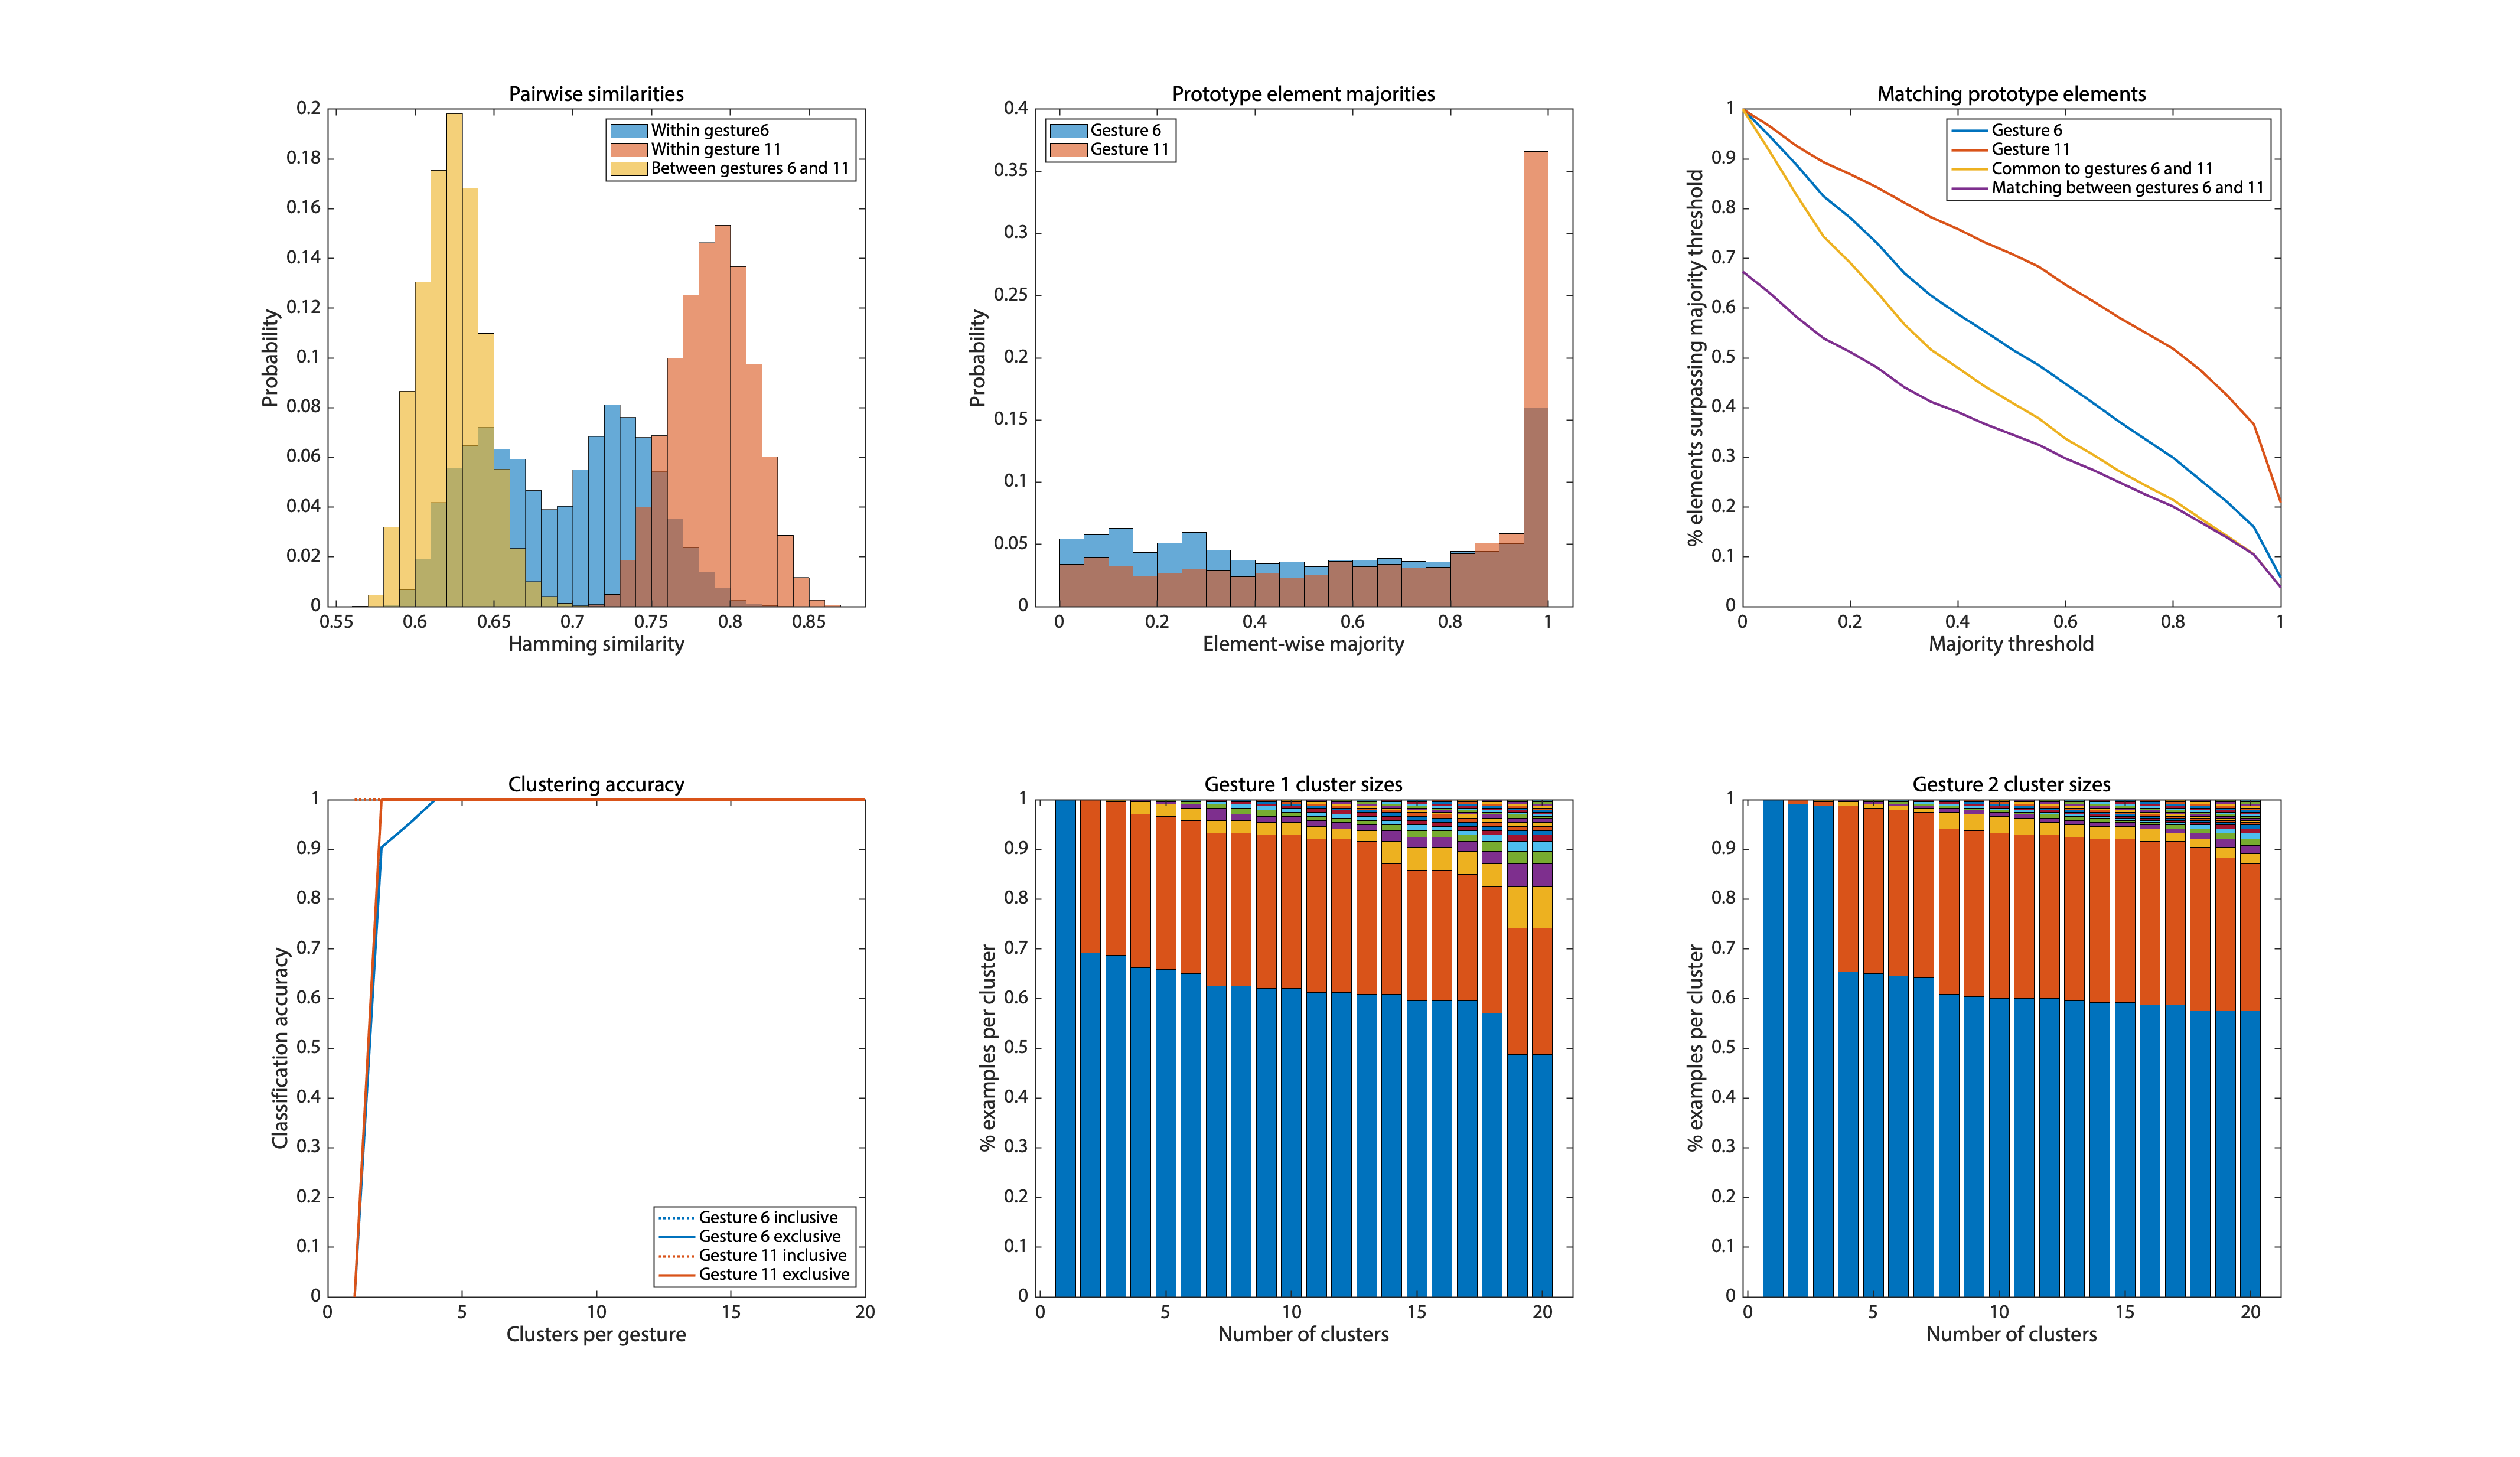 Pairwise similarities
0.2
0.18
0.16
0.14
0.12
0.1
0.08
0.06
0.04
0.02
0
Probability
Within gesture6
Within gesture 11
Between gestures 6 and 11
0.55 0.6 0.65 0.7 0.75 0.8 0.85
Hamming similarity
Prototype element majorities
0.4
0.35
0.3
0.25
0.2
0.15
0.1
0.05
0
Probability
Gesture 6
Gesture 11
0 0.2 0.4 0.6 0.8 1
Element-wise majority
Matching prototype elements
1
0.9
0.8
0.7
0.6
0.5
0.4
0.3
0.2
0.1
0
% elements surpassing majority threshold
Gesture 6
Gesture 11
Common to gestures 6 and 11
Matching between gestures 6 and 11
0 0.2 0.4 0.6 0.8 1
Majority threshold
Clustering accuracy
1
0.9
0.8
0.7
0.6
0.5
0.4
0.3
0.2
0.1
0
Classification accuracy
Gesture 6 inclusive
Gesture 6 exclusive
Gesture 11 inclusive
Gesture 11 exclusive
0 5 10 15 20
Clusters per gesture
Gesture 1 cluster sizes
1
0.9
0.8
0.7
0.6
0.5
0.4
0.3
0.2
0.1
0
% examples per cluster
0 5 10 15 20
Number of clusters
Gesture 2 cluster sizes
1
0.9
0.8
0.7
0.6
0.5
0.4
0.3
0.2
0.1
0
% examples per cluster
0 5 10 15 20
Number of clusters